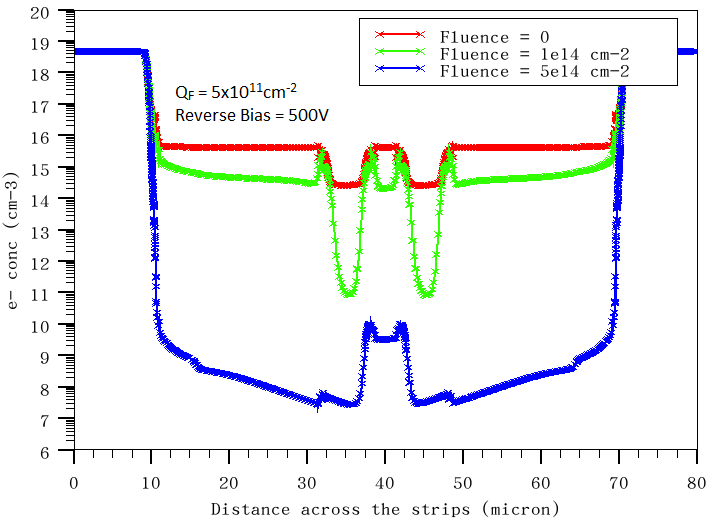 Fluence = 0
Fluence = 1e14 cm-2
Fluence = 5e14 cm-2
QF = 5x10¹¹cm⁻²
Reverse Bias = 500V
e- conc (cm-3)
20
19
18
17
16
15
14
13
12
11
10
9
8
7
6
0 10 20 30 40 50 60 70 80
Distance across the strips (micron)